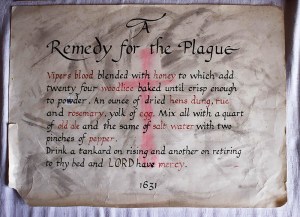 A
Remedy for the Plague
Viper's blood blended with honey to which add
twenty four woodlice baked until crisp enough
to powder. An ounce of dried hens dung, rue
and rosemary, yolk of egg. Mix all with a quart
of old ale and the same of salt water with two
pinches of pepper.
Drink a tankard on rising and another on retiring
to thy bed and LORD have mercy.
1631